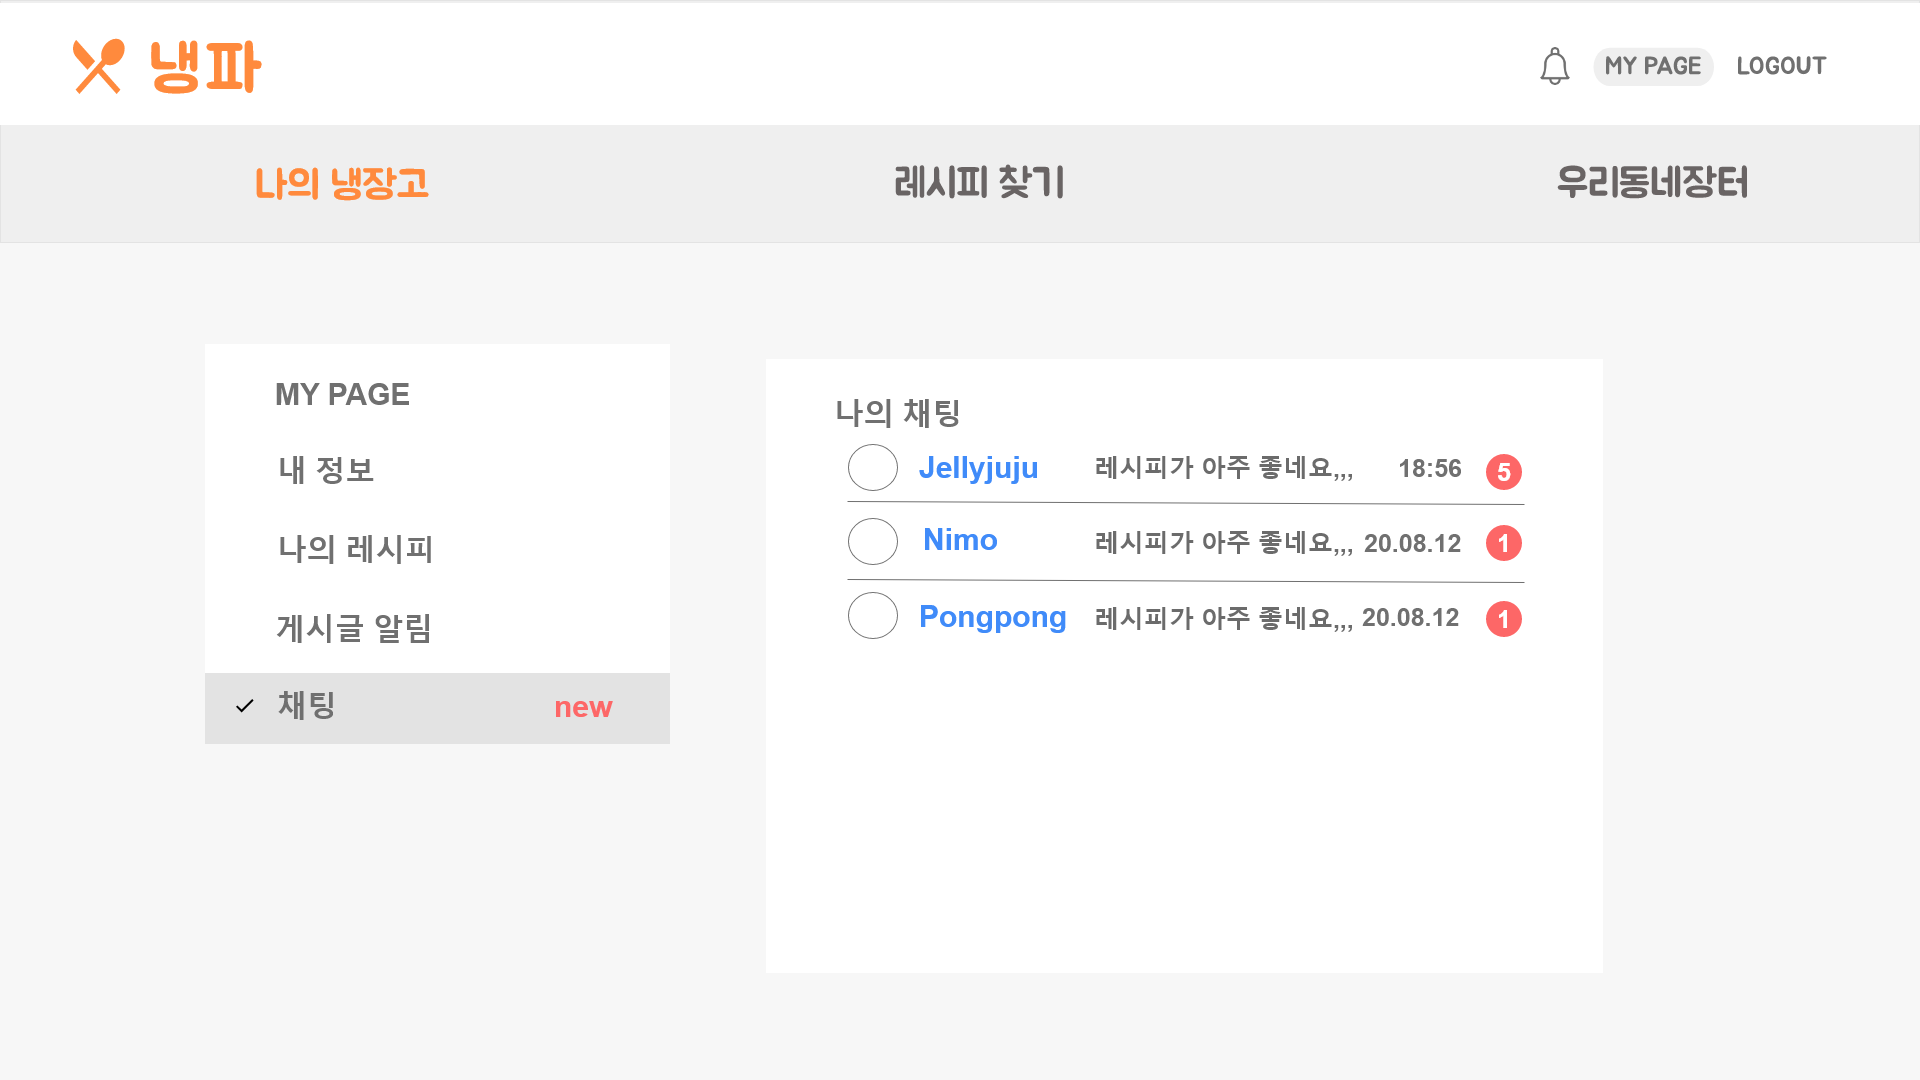 냉파
MY PAGE LOGOUT
나의 냉장고 레시피 찾기 우리동네장터
MY PAGE
내 정보
나의 레시피
게시글 알림
채팅 new
나의 채팅
Jellyjuju 레시피가 아주 좋네요,,, 18:56 5
Nimo 레시피가 아주 좋네요,,, 20.08.12 1
Pongpong 레시피가 아주 좋네요,,, 20.08.12 1